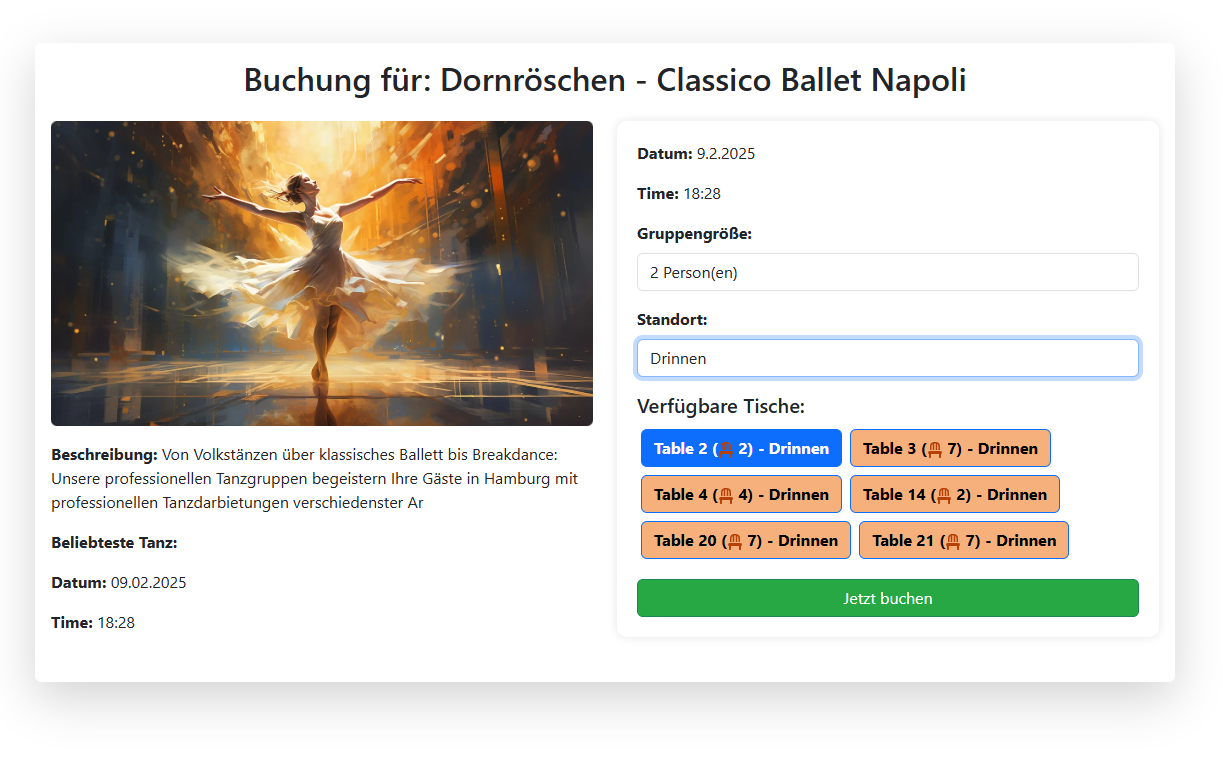 Buchung für: Dornröschen - Classico Ballet Napoli
Beschreibung: Von Volkstänzen über klassisches Ballett bis Breakdance:
Unsere professionellen Tanzgruppen begeistern Ihre Gäste in Hamburg mit
professionellen Tanzdarbietungen verschiedenster Ar
Beliebteste Tanz:
Datum: 09.02.2025
Time: 18:28
Datum: 9.2.2025
Time: 18:28
Gruppengröße:
2 Person(en)
Standort:
Drinnen
Verfügbare Tische:
Table 2 (2) - Drinnen
Table 3 (7) - Drinnen
Table 4 (4) - Drinnen
Table 14 (2) - Drinnen
Table 20 (7) - Drinnen
Table 21 (7) - Drinnen
Jetzt buchen